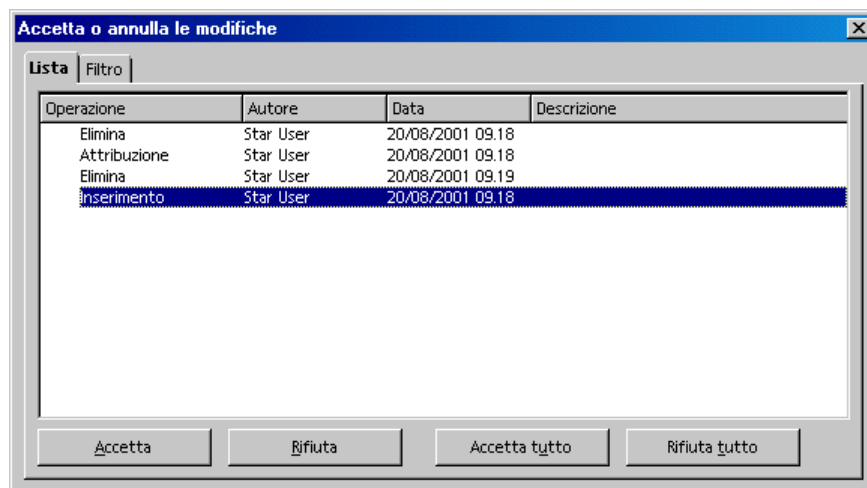 Accetta o annulla le modifiche
Lista Filtro
Operazione Autore Data Descrizione
Elimina Star User 20/08/2001 09.18
Attribuzione Star User 20/08/2001 09.18
Elimina Star User 20/08/2001 09.19
Inserimento Star User 20/08/2001 09.18
Accetta Rifiuta Accetta tutto Rifiuta tutto